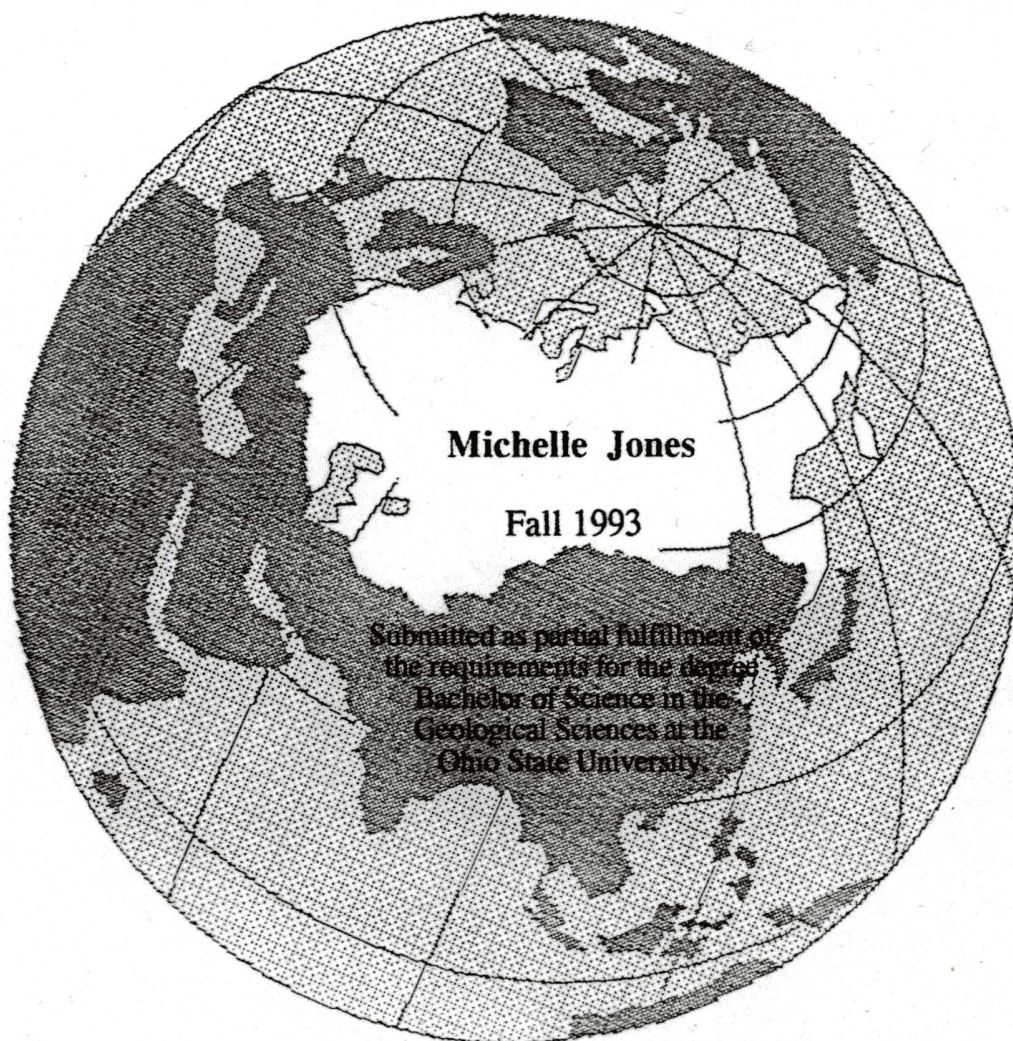 Michelle Jones
Fall 1993
Submitted as partial fulfillment of
the requirements for the degree
Bachelor of Science in the
Geological Sciences at the
Ohio State University.